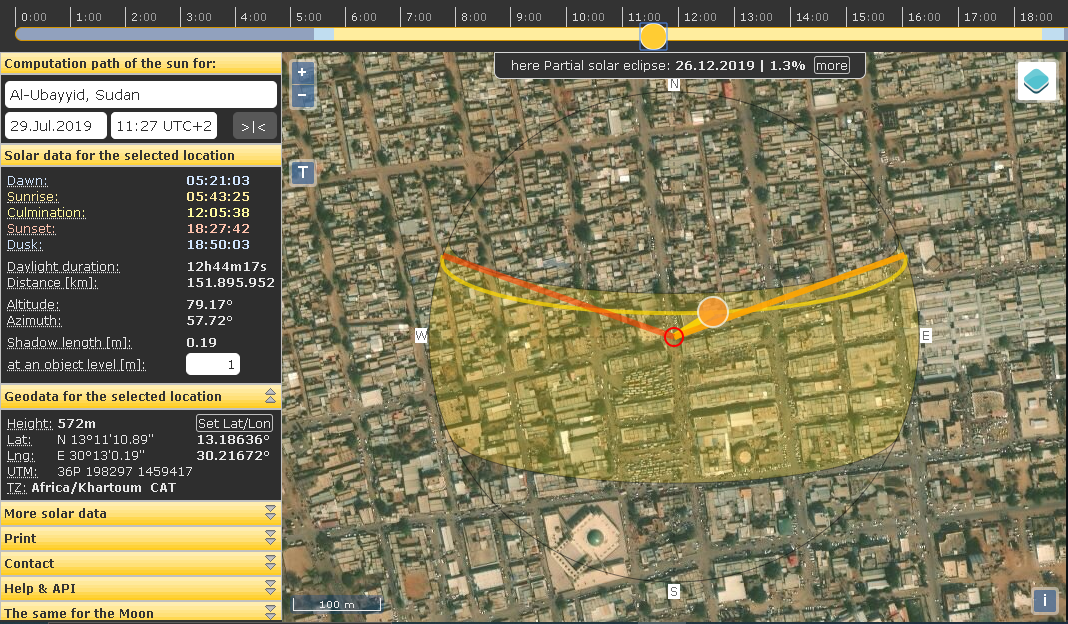 0:00 1:00 2:00 3:00 4:00 5:00 6:00 7:00 8:00 9:00 10:00 11:00 12:00 13:00 14:00 15:00 16:00 17:00 18:00
Computation path of the sun for:
Al-Ubayyid, Sudan
29.Jul.2019 11:27 UTC+2 >|<
Solar data for the selected location
Dawn: 05:21:03
Sunrise: 05:43:25
Culmination: 12:05:38
Sunset: 18:27:42
Dusk: 18:50:03
Daylight duration: 12h44m17s
Distance [km]: 151.895.952
Altitude: 79.17°
Azimuth: 57.72°
Shadow length [m]: 0.19
at an object level [m]: 1
Geodata for the selected location
Height: 572m Set Lat/Lon
Lat: N 13°11'10.89" 13.18636°
Lng: E 30°13'0.19" 30.21672°
UTM: 36P 198297 1459417
TZ: Africa/Khartoum CAT
More solar data
Print
Contact
Help & API
The same for the Moon
+
−
T
here Partial solar eclipse: 26.12.2019 | 1.3% more
N
W
E
S
100 m
i